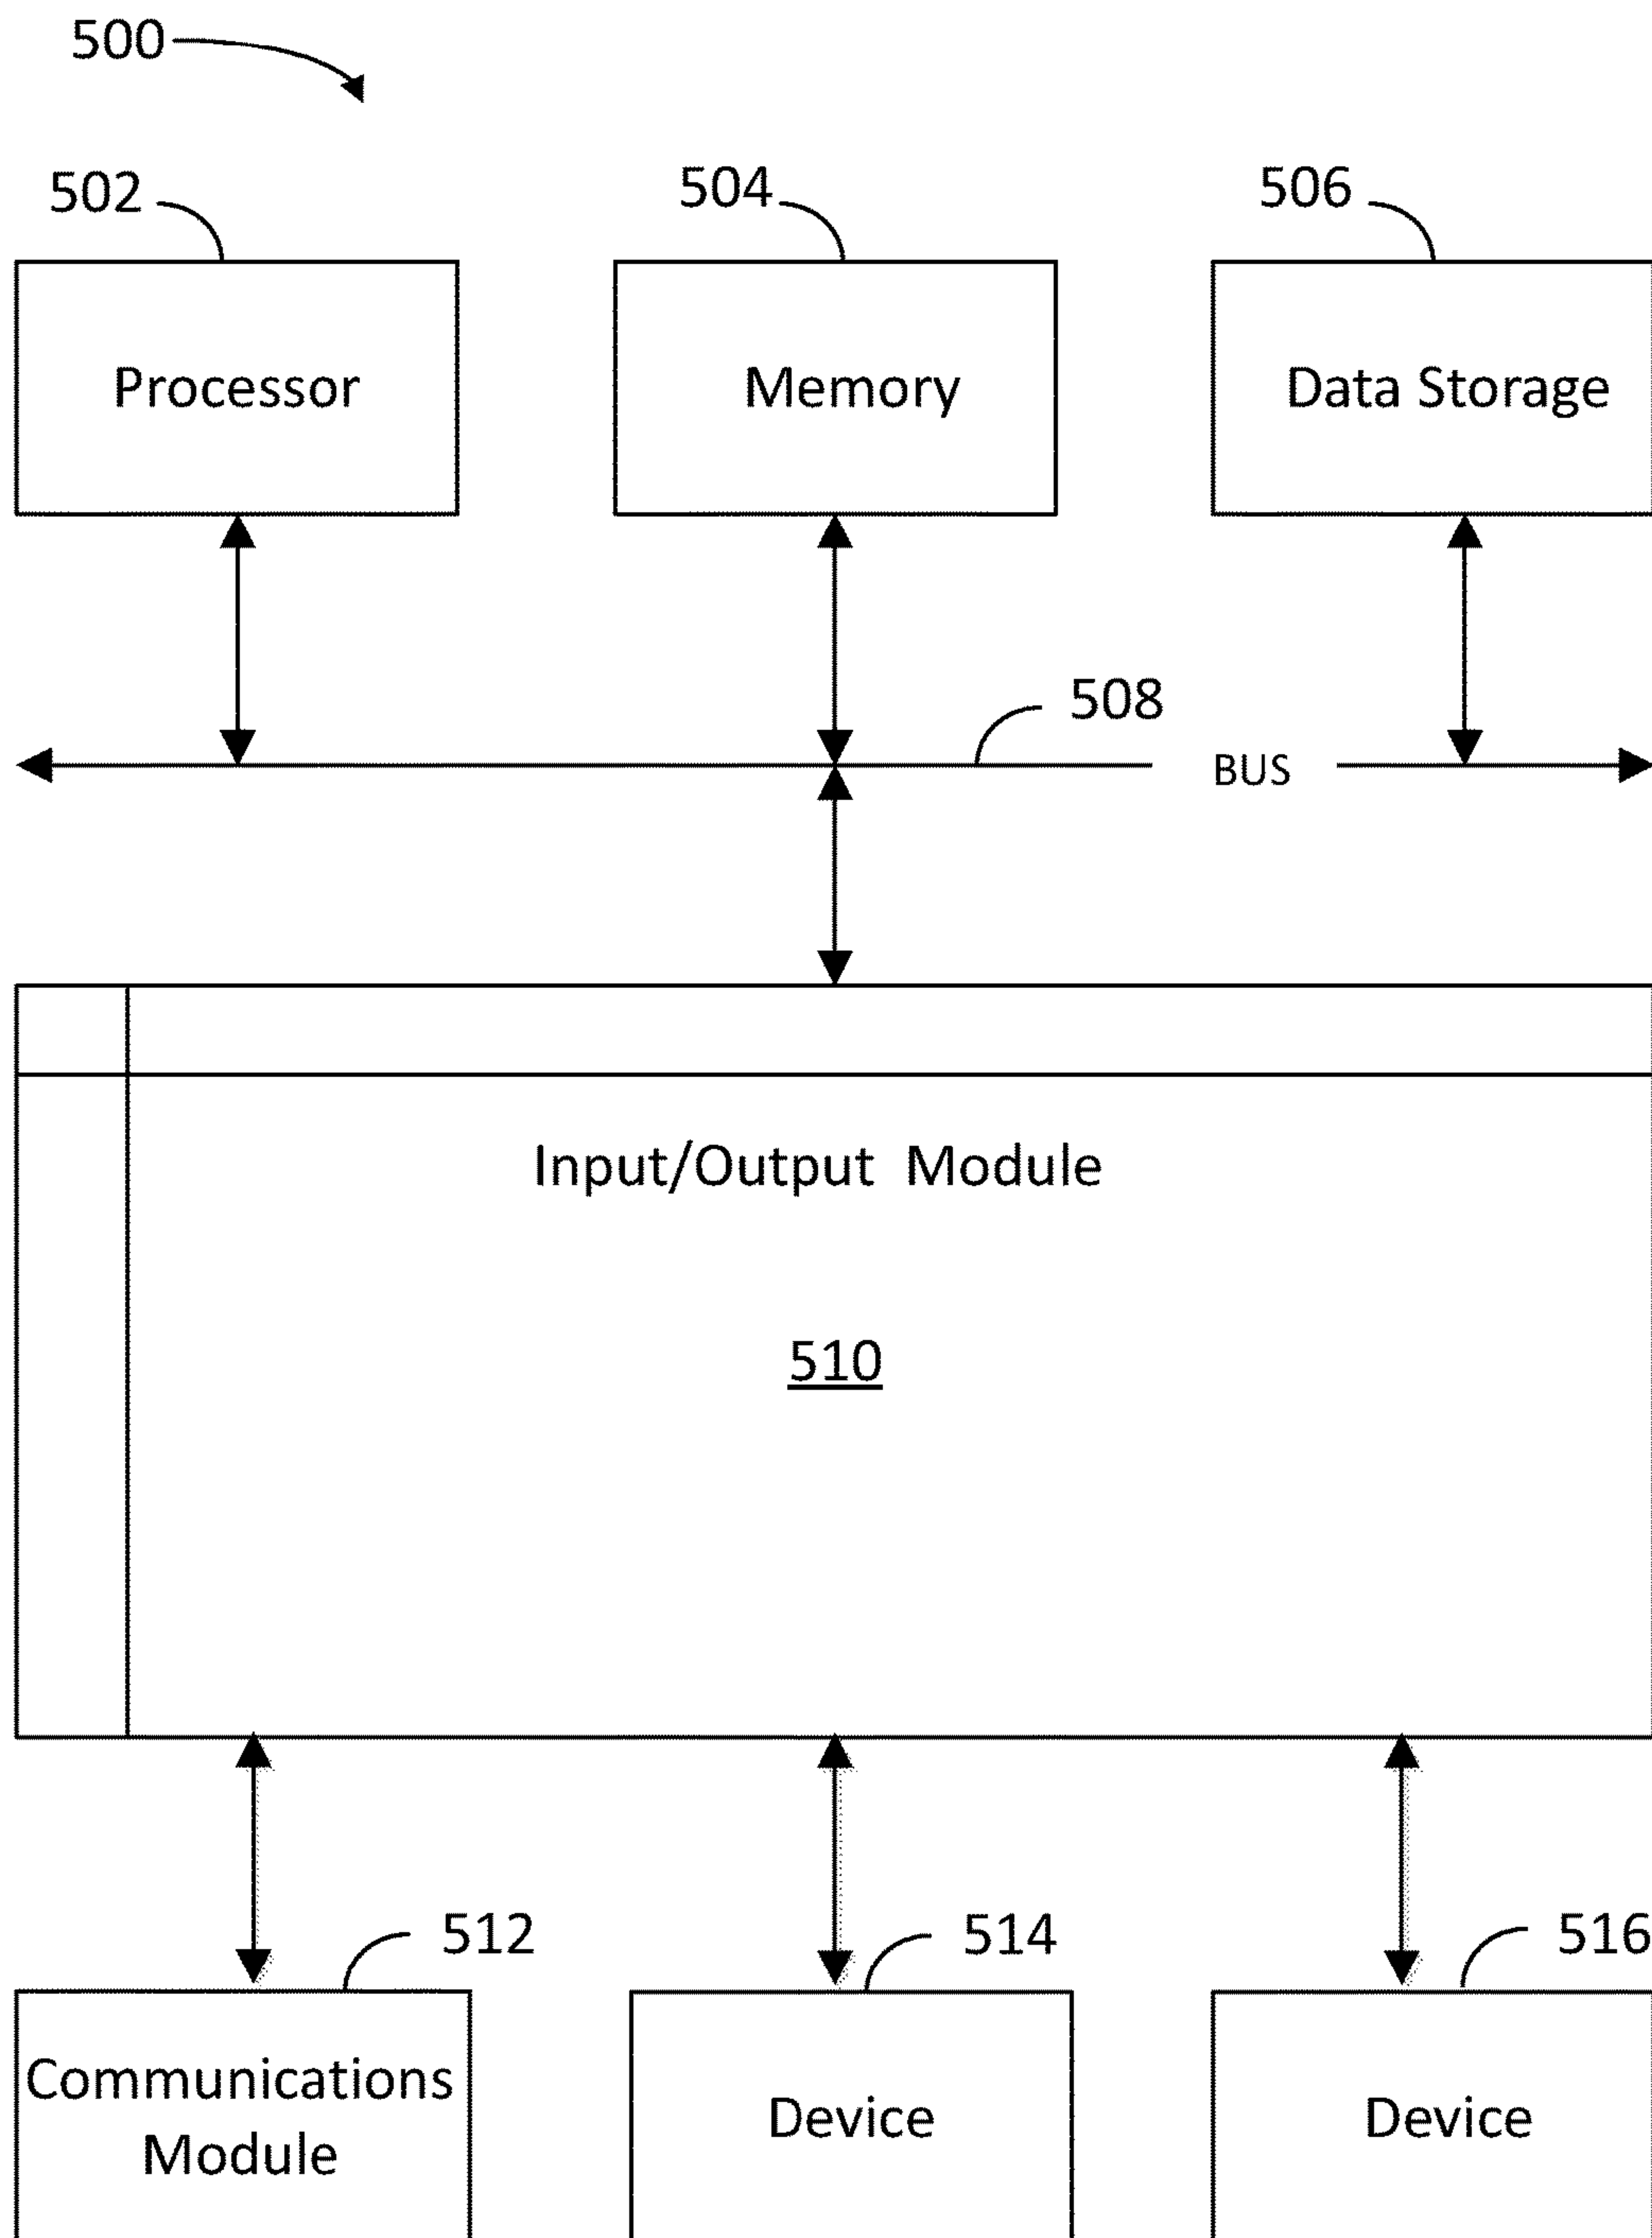 500
502
504
506
Processor
Memory
Data Storage
508
BUS
Input/Output Module
510
512
514
516
Communications
Module
Device
Device